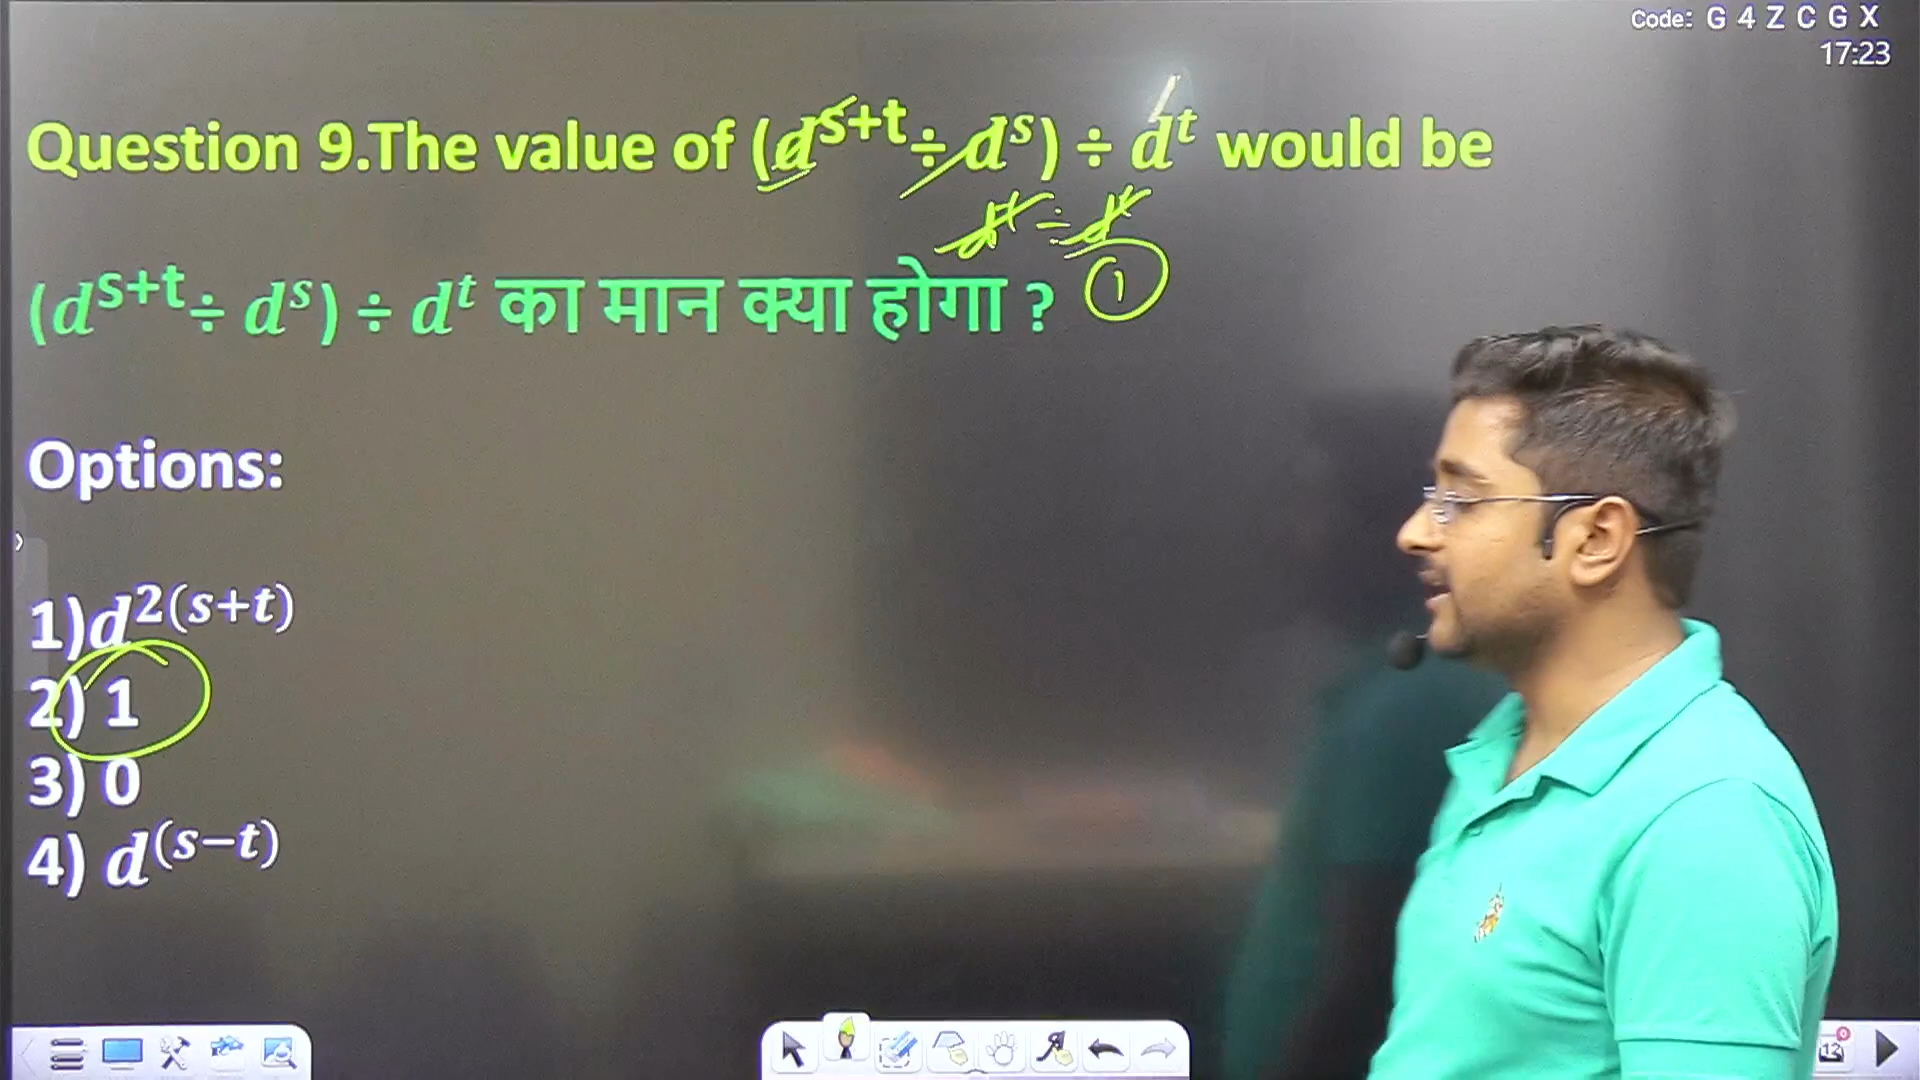 Code: G 4 Z C G X
17:23
Question 9.The value of (d^{s+t} ÷ d^s) ÷ d^t would be
d^t ÷ d^t
1
(d^{s+t} ÷ d^s) ÷ d^t का मान क्या होगा ?
Options:
1)d^{2(s+t)}
2) 1
3) 0
4) d^{(s−t)}
12